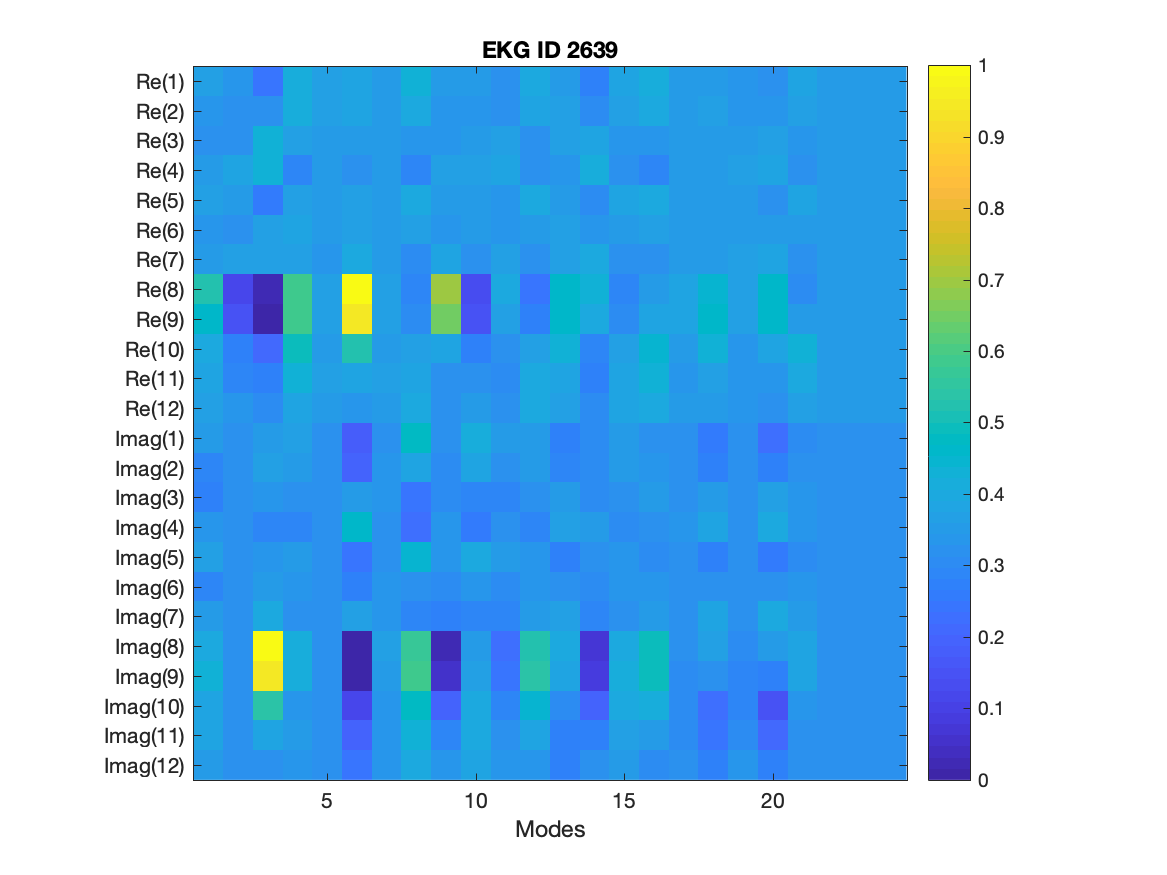 EKG ID 2639
Re(1)
Re(2)
Re(3)
Re(4)
Re(5)
Re(6)
Re(7)
Re(8)
Re(9)
Re(10)
Re(11)
Re(12)
Imag(1)
Imag(2)
Imag(3)
Imag(4)
Imag(5)
Imag(6)
Imag(7)
Imag(8)
Imag(9)
Imag(10)
Imag(11)
Imag(12)
5 10 15 20
Modes
1
0.9
0.8
0.7
0.6
0.5
0.4
0.3
0.2
0.1
0